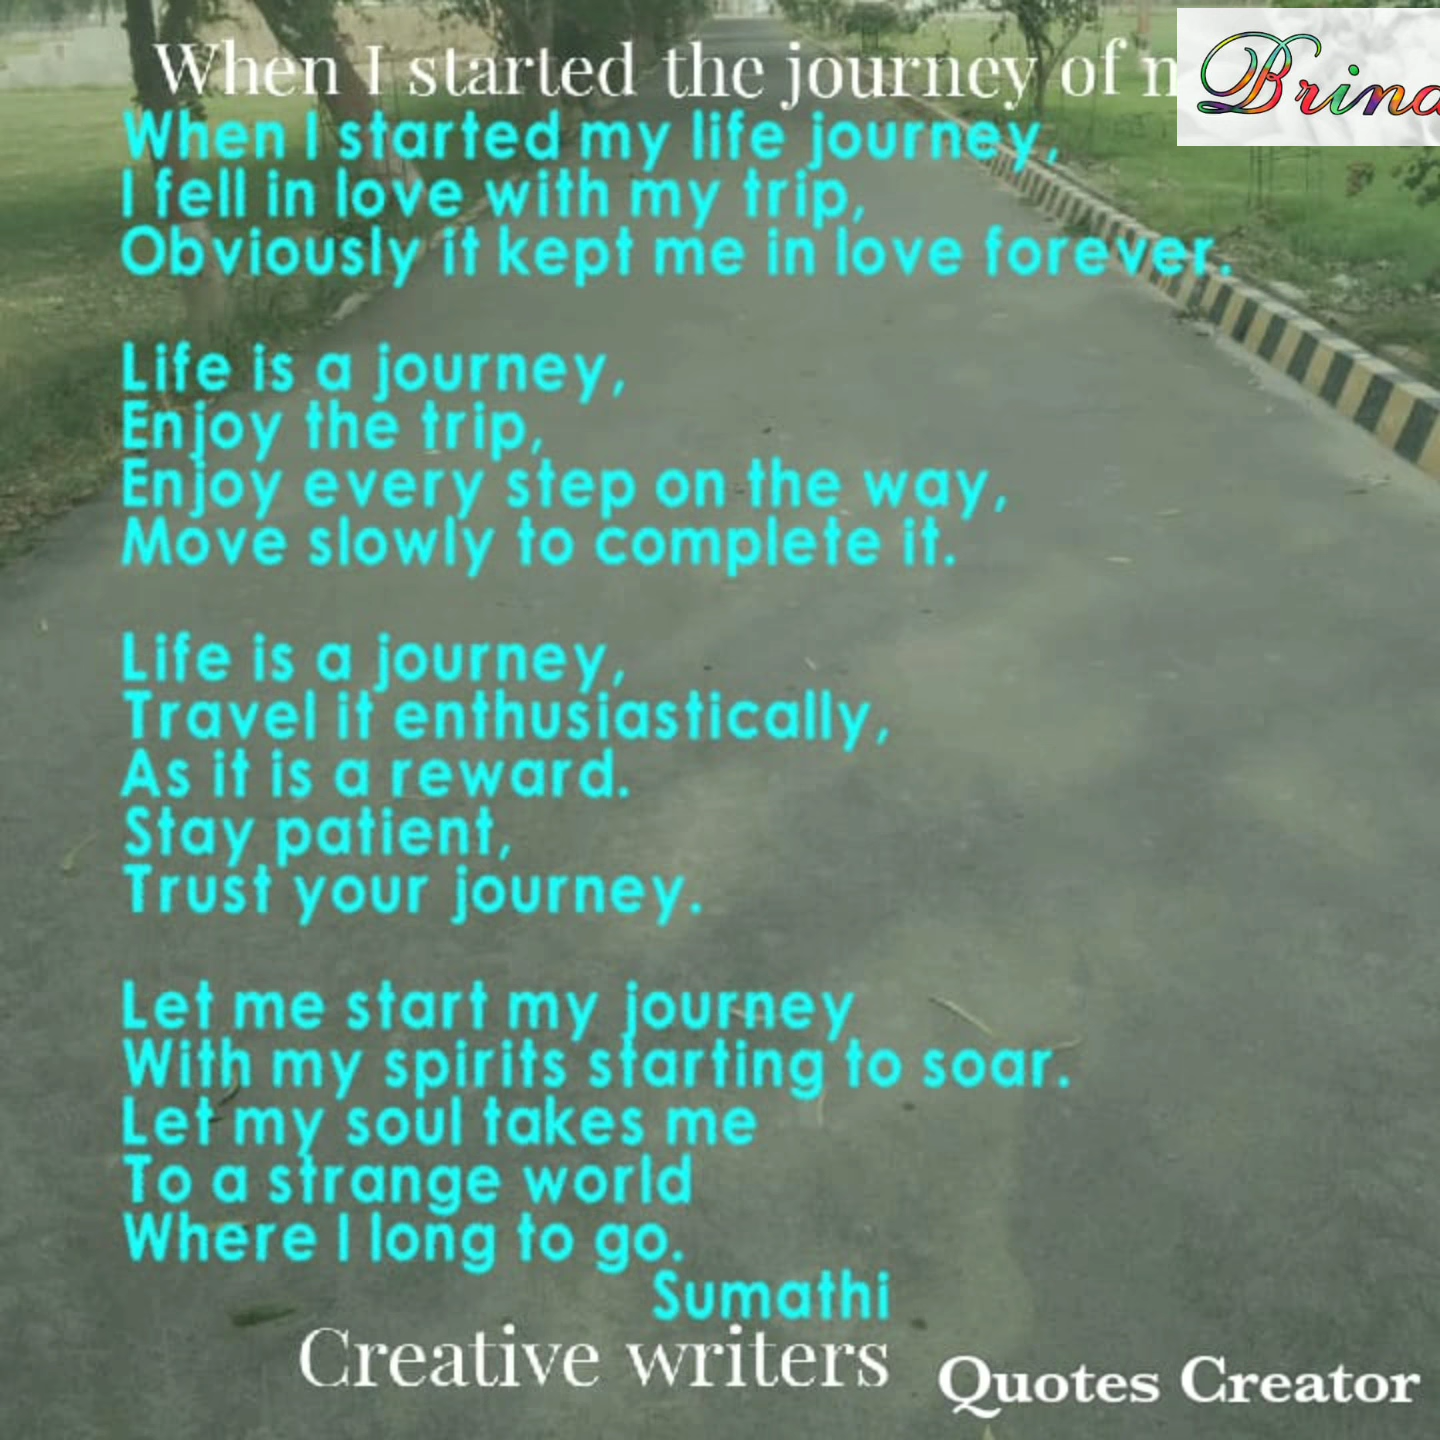 When I started the journey of
When I started my life journey,
I fell in love with my trip,
Obviously it kept me in love forever.
Life is a journey,
Enjoy the trip,
Enjoy every step on the way,
Move slowly to complete it.
Life is a journey,
Travel it enthusiastically,
As it is a reward.
Stay patient,
Trust your journey.
Let me start my journey
With my spirits starting to soar.
Let my soul takes me
To a strange world
Where I long to go.
Sumathi
Creative writers
Quotes Creator